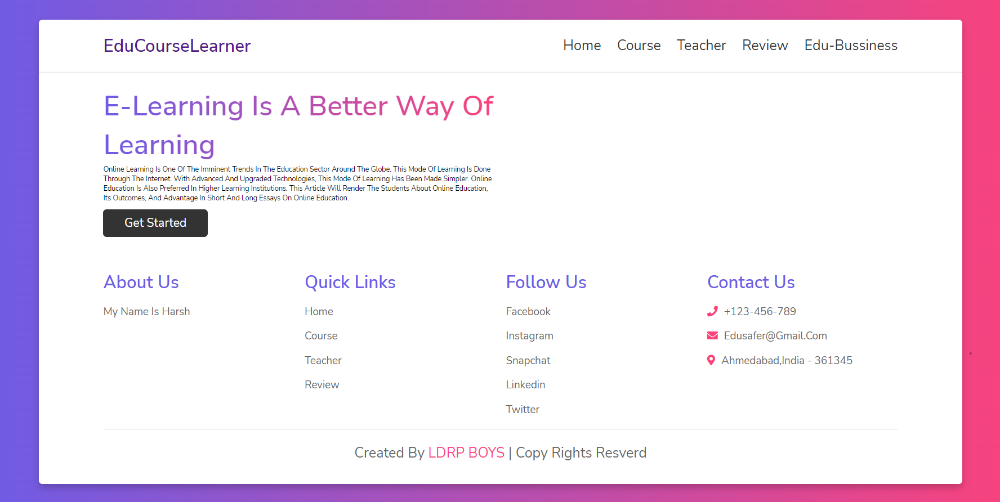 EduCourseLearner
Home Course Teacher Review Edu-Bussiness
E-Learning Is A Better Way Of
Learning
Online Learning Is One Of The Imminent Trends In The Education Sector Around The Globe. This Mode Of Learning Is Done
Through The Internet. With Advanced And Upgraded Technologies, This Mode Of Learning Has Been Made Simpler. Online
Education Is Also Preferred In Higher Learning Institutions. This Article Will Render The Students About Online Education,
Its Outcomes, And Advantage In Short And Long Essays On Online Education.
Get Started
About Us
My Name Is Harsh
Quick Links
Home
Course
Teacher
Review
Follow Us
Facebook
Instagram
Snapchat
Linkedin
Twitter
Contact Us
+123-456-789
Edusafer@Gmail.Com
Ahmedabad,India - 361345
Created By LDRP BOYS | Copy Rights Resverd